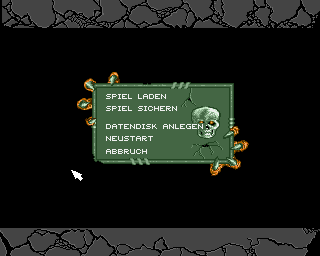 SPIEL LADEN
SPIEL SICHERN
DATENDISK ANLEGEN
NEUSTART
ABBRUCH